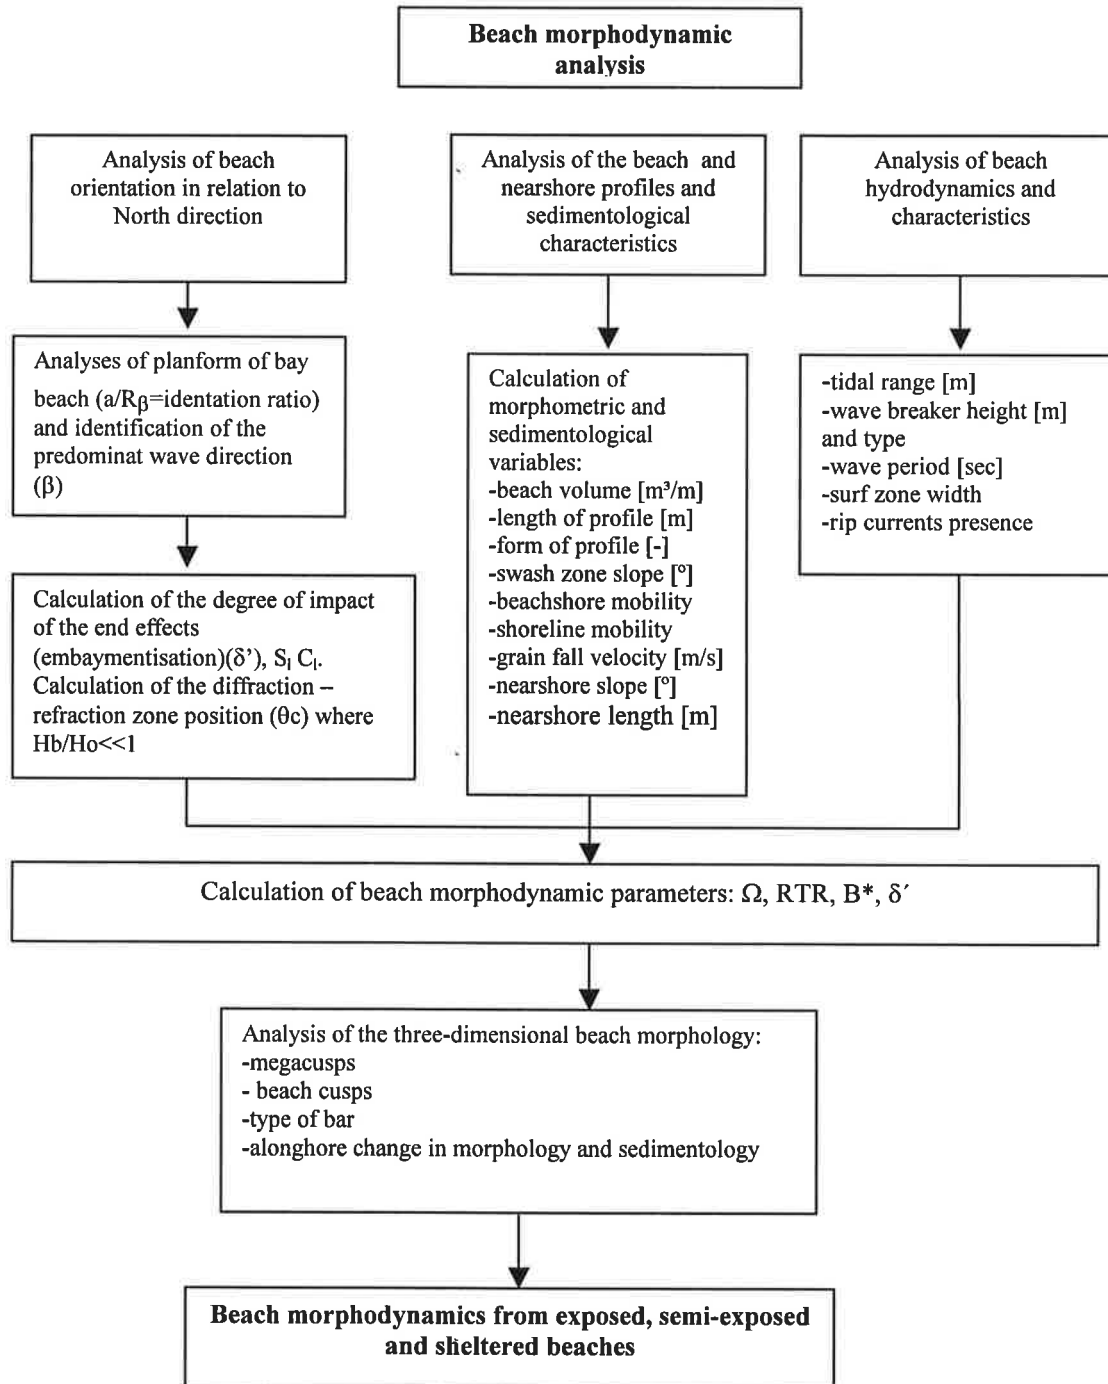 Beach morphodynamic
analysis
Analysis of beach
orientation in relation to
North direction
Analysis of the beach and
nearshore profiles and
sedimentological
characteristics
Analysis of beach
hydrodynamics and
characteristics
Analyses of planform of bay
beach (a/Rβ=identation ratio)
and identification of the
predominat wave direction
(β)
Calculation of
morphometric and
sedimentological
variables:
-beach volume [m³/m]
-length of profile [m]
-form of profile [-]
-swash zone slope [º]
-beachshore mobility
-shoreline mobility
-grain fall velocity [m/s]
-nearshore slope [º]
-nearshore length [m]
-tidal range [m]
-wave breaker height [m]
and type
-wave period [sec]
-surf zone width
-rip currents presence
Calculation of the degree of impact
of the end effects
(embaymentisation)(δ’), Sₗ Cₗ.
Calculation of the diffraction –
refraction zone position (θc) where
Hb/Ho<<1
Calculation of beach morphodynamic parameters: Ω, RTR, B*, δ´
Analysis of the three-dimensional beach morphology:
-megacusps
- beach cusps
-type of bar
-alonghore change in morphology and sedimentology
Beach morphodynamics from exposed, semi-exposed
and sheltered beaches